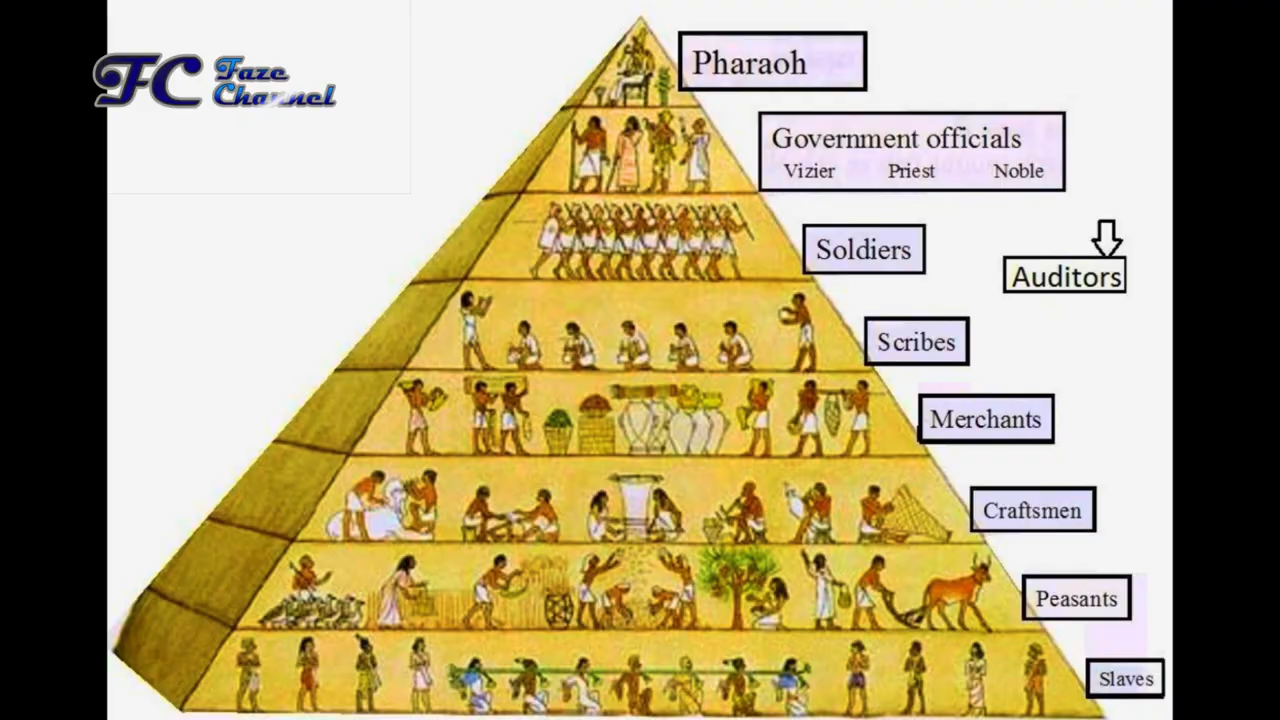 FC Faze
Channel
Pharaoh
Government officials
Vizier Priest Noble
Soldiers
Auditors
Scribes
Merchants
Craftsmen
Peasants
Slaves